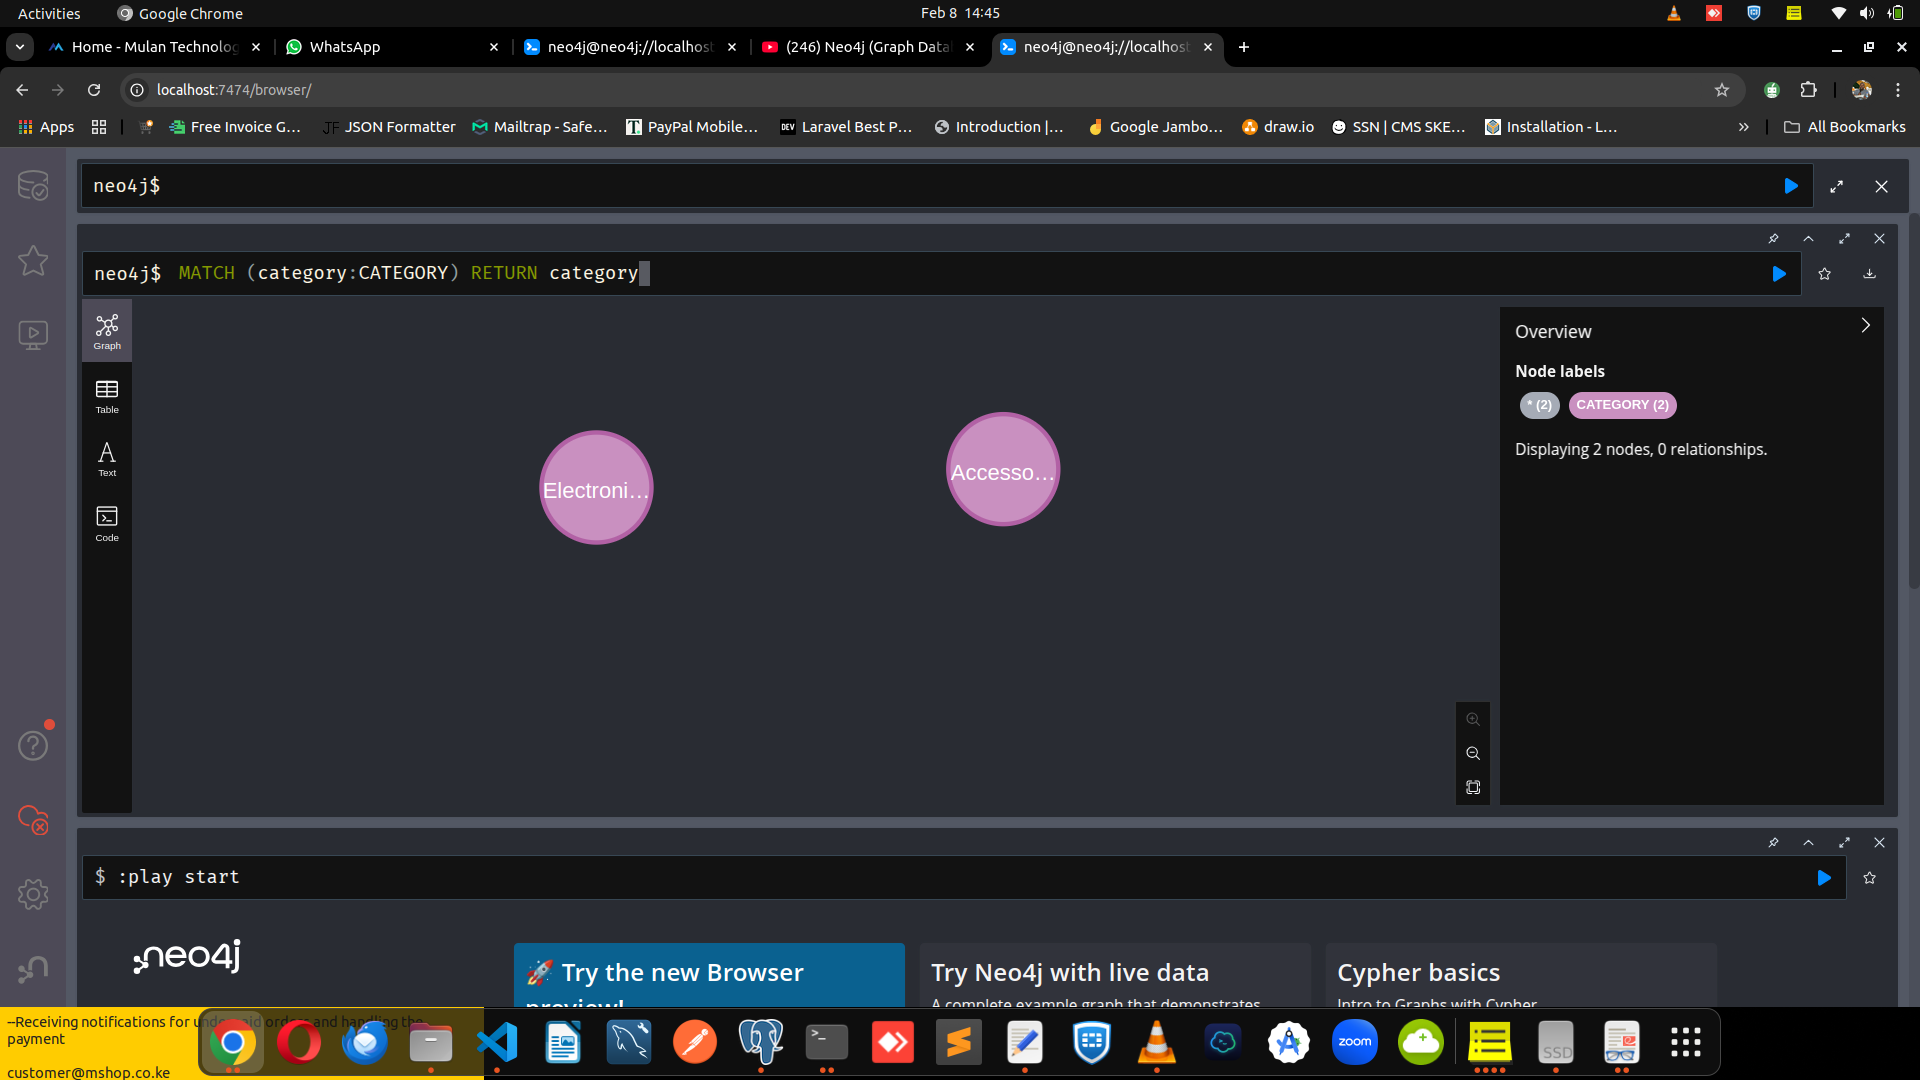 Activities Google Chrome Feb 8 14:45
Home - Mulan Technolog WhatsApp neo4j@neo4j://localhost (246) Neo4j (Graph Data neo4j@neo4j://localhost
localhost:7474/browser/
Apps Free Invoice G... JF JSON Formatter Mailtrap - Safe... PayPal Mobile... DEV Laravel Best P... Introduction |... Google Jambo... draw.io SSN | CMS SKE... Installation - L... » All Bookmarks
neo4j$
neo4j$ MATCH (category:CATEGORY) RETURN category
Graph
Table
Text
Code
Electroni...
Accesso...
Overview
Node labels
* (2) CATEGORY (2)
Displaying 2 nodes, 0 relationships.
$ :play start
neo4j
🚀 Try the new Browser
preview!
Try Neo4j with live data
A complete example graph that demonstrates
Cypher basics
Intro to Graphs with Cypher
--Receiving notifications for and handling the
payment
customer@mshop.co.ke
zoom
SSD